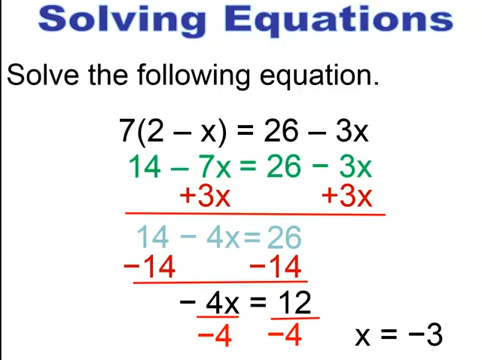 Solving Equations
Solve the following equation.
7(2 – x) = 26 – 3x
14 – 7x = 26 − 3x
+3x +3x
14 − 4x = 26
−14 −14
− 4x = 12
−4 −4 x = −3